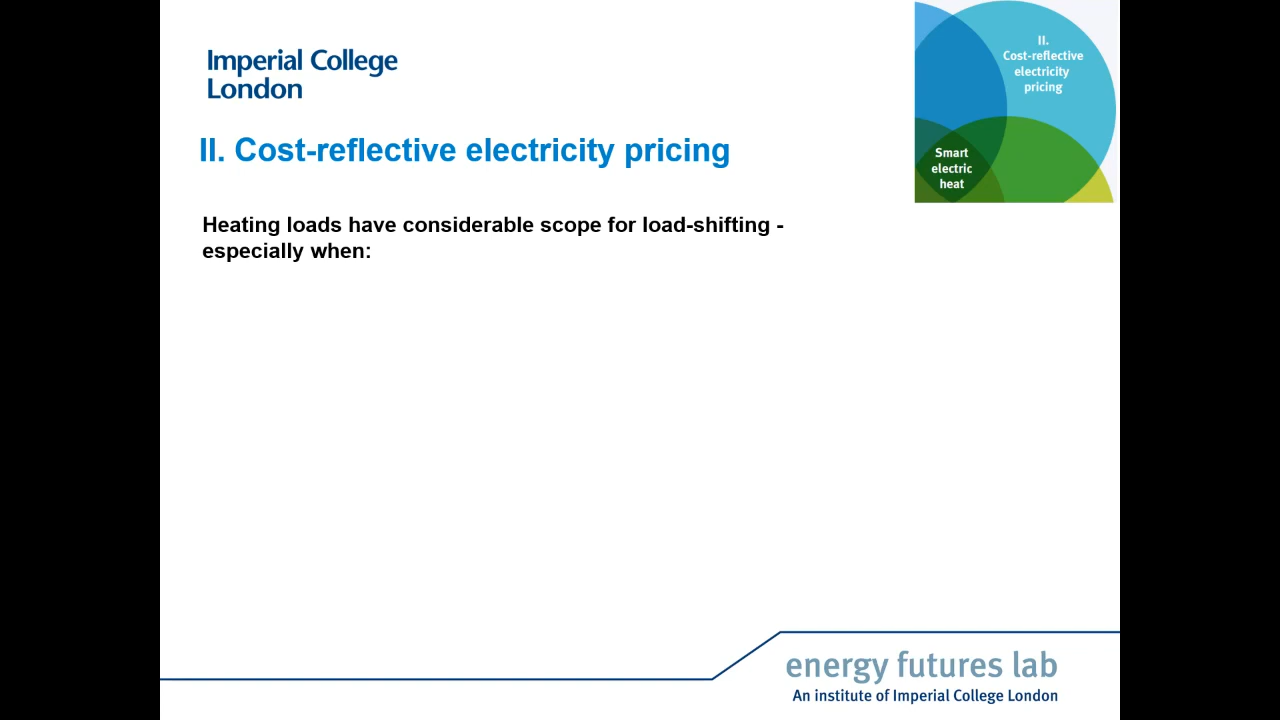 Imperial College
London
II.
Cost-reflective
electricity
pricing
Smart
electric
heat
II. Cost-reflective electricity pricing
Heating loads have considerable scope for load-shifting -
especially when:
energy futures lab
An institute of Imperial College London